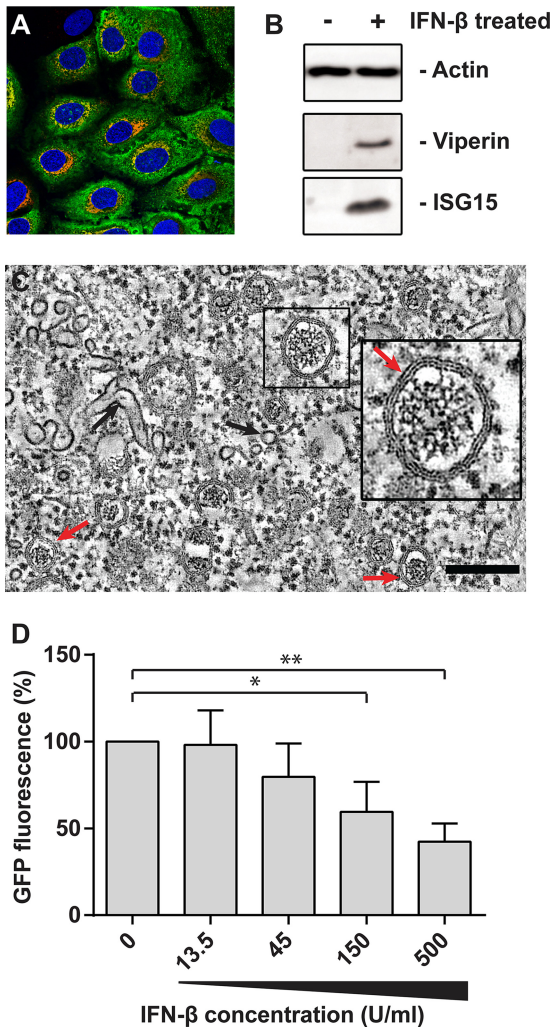 A
B
- + IFN-β treated
- Actin
- Viperin
- ISG15
C
D
GFP fluorescence (%)
150
100
50
0
**
*
0 13.5 45 150 500
IFN-β concentration (U/ml)